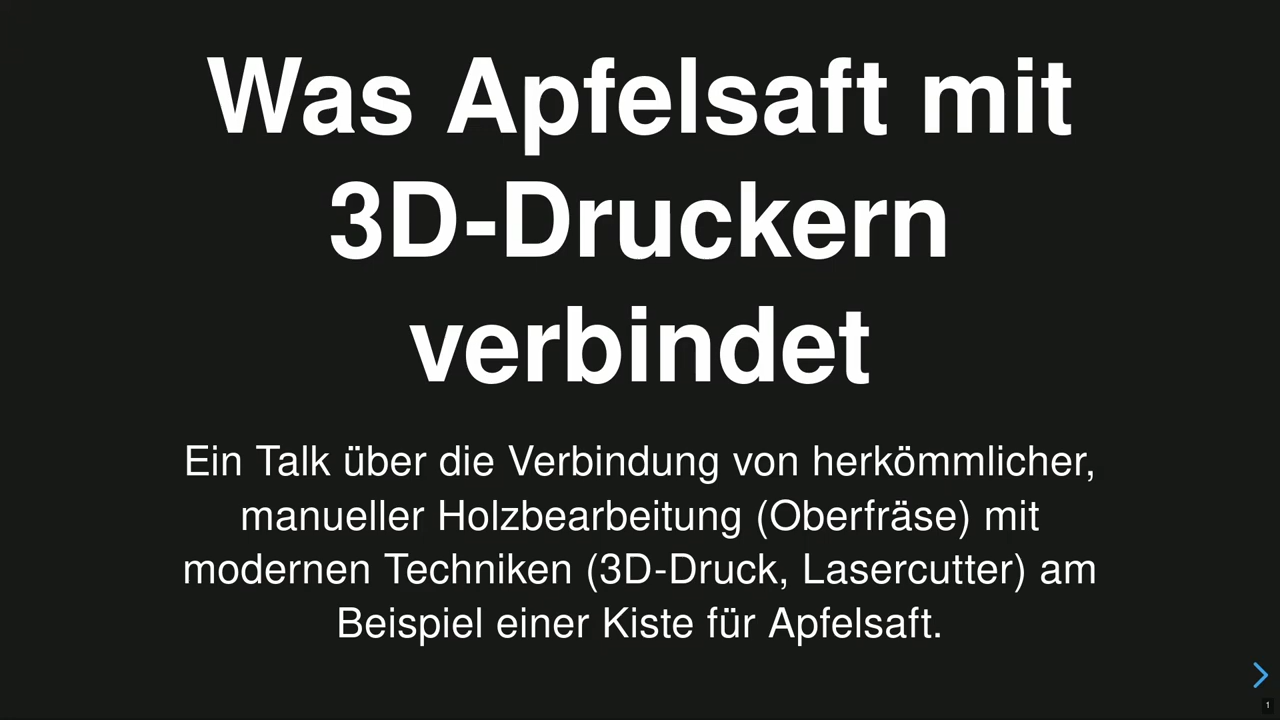 Was Apfelsaft mit
3D-Druckern
verbindet
Ein Talk über die Verbindung von herkömmlicher,
manueller Holzbearbeitung (Oberfräse) mit
modernen Techniken (3D-Druck, Lasercutter) am
Beispiel einer Kiste für Apfelsaft.
1